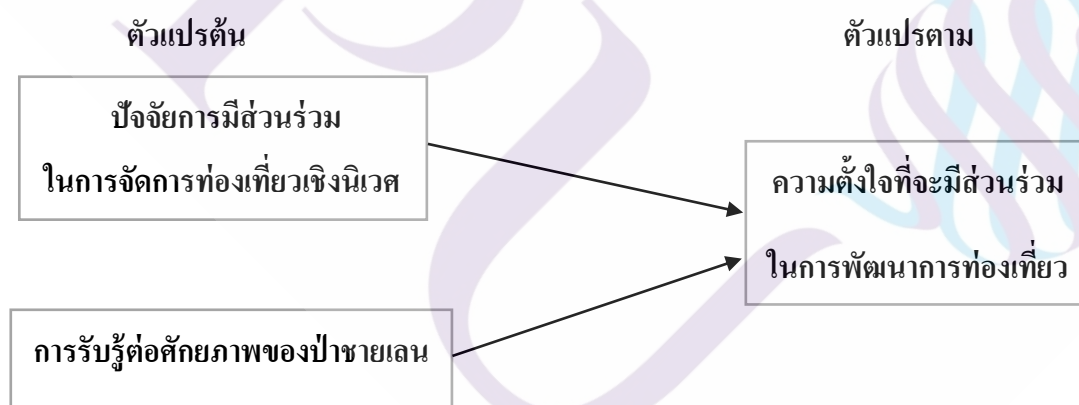 ตัวแปรต้น
ตัวแปรตาม
ปัจจัยการมีส่วนร่วม
ในการจัดการท่องเที่ยวเชิงนิเวศ
ความตั้งใจที่จะมีส่วนร่วม
ในการพัฒนาการท่องเที่ยว
การรับรู้ต่อศักยภาพของป่าชายเลน